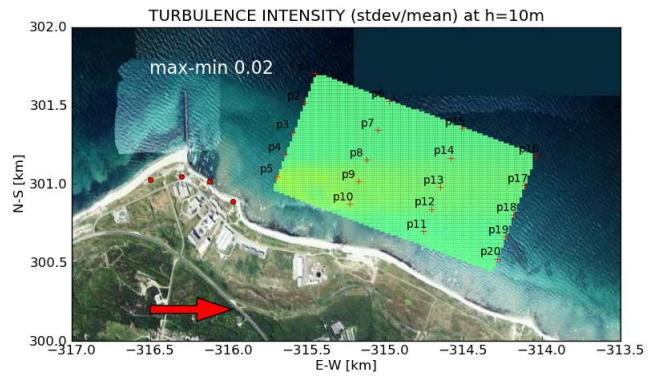 TURBULENCE INTENSITY (stdev/mean) at h=10m
302.0
max-min 0.02
p6
p2
301.5
p7
p15
p3
p14
p16
p4
p8
p5
p9
p13
p17
301.0
p10
p12
p18
p11
p19
p20
300.5
300.0
−317.0 −316.5 −316.0 −315.5 −315.0 −314.5 −314.0 −313.5
N-S [km]
E-W [km]